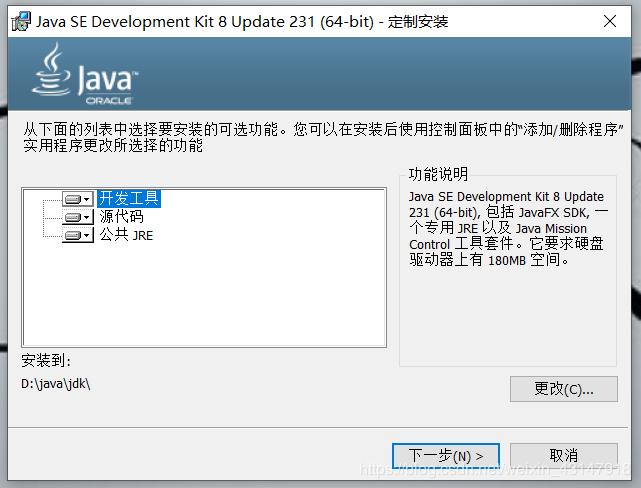 Java SE Development Kit 8 Update 231 (64-bit) - 定制安装
Java™
ORACLE
从下面的列表中选择要安装的可选功能。您可以在安装后使用控制面板中的“添加/删除程序”
实用程序更改所选择的功能
开发工具
源代码
公共 JRE
功能说明
Java SE Development Kit 8 Update
231 (64-bit), 包括 JavaFX SDK, 一
个专用 JRE 以及 Java Mission
Control 工具套件。它要求硬盘
驱动器上有 180MB 空间。
安装到:
D:\java\jdk\
更改(C)...
下一步(N) >
取消
https://blog.csdn.net/weixin_43147918